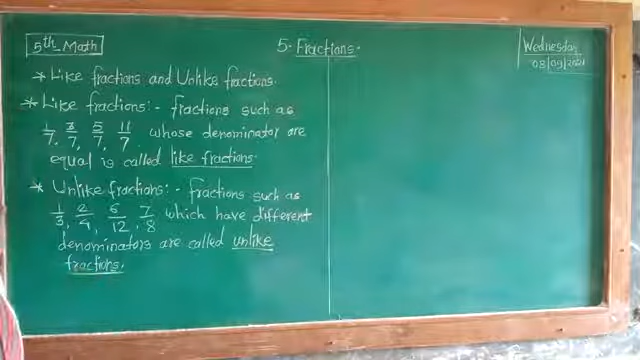 5th Math
5. Fractions.
Wednesday
08/09/2021
* Like fractions and Unlike fractions.
* Like fractions:- fractions such as
1/7, 3/7, 5/7, 11/7 whose denominator are
equal is called like fractions.
* Unlike fractions:- fractions such as
1/3, 2/4, 6/12, 7/8 which have different
denominators are called unlike
fractions.